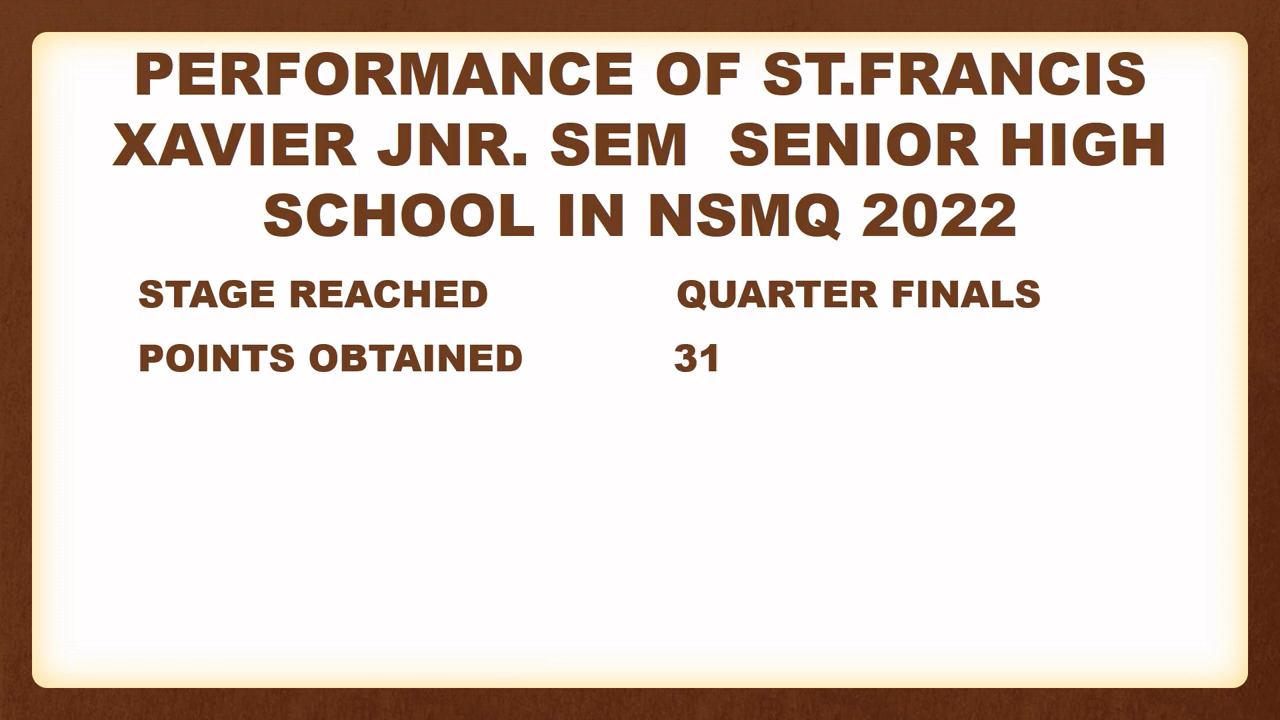 PERFORMANCE OF ST.FRANCIS
XAVIER JNR. SEM  SENIOR HIGH
SCHOOL IN NSMQ 2022
STAGE REACHED QUARTER FINALS
POINTS OBTAINED 31